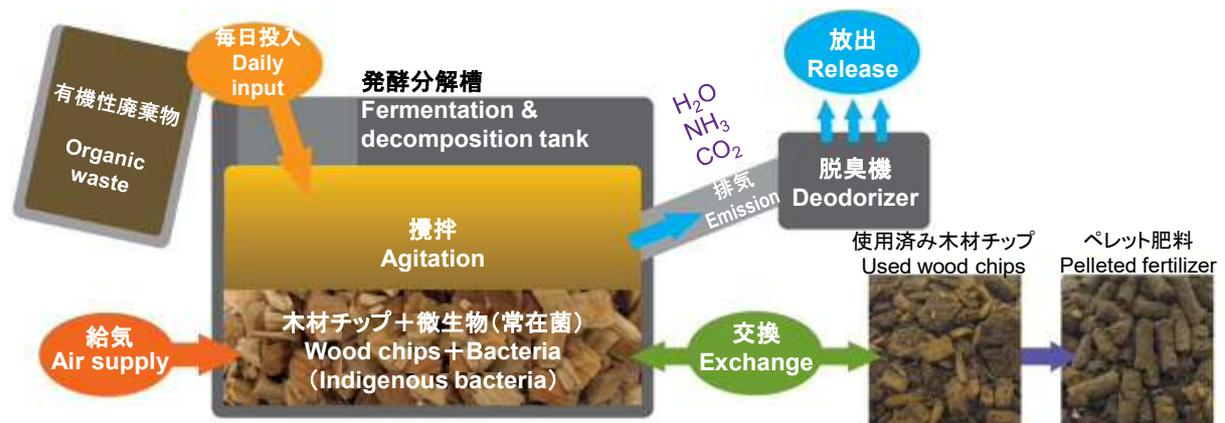 有機性廃棄物
Organic
waste
毎日投入
Daily
input
発酵分解槽
Fermentation &
decomposition tank
攪拌
Agitation
木材チップ＋微生物（常在菌）
Wood chips＋Bacteria
（Indigenous bacteria）
給気
Air supply
H₂O
NH₃
CO₂
排気
Emission
放出
Release
脱臭機
Deodorizer
交換
Exchange
使用済み木材チップ
Used wood chips
ペレット肥料
Pelleted fertilizer